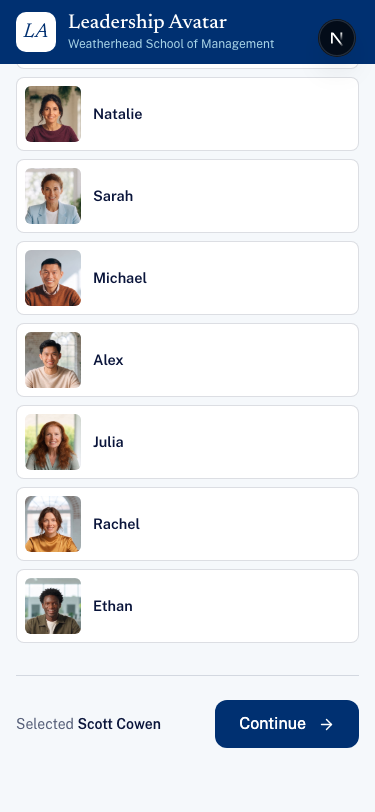 LA
Leadership Avatar
Weatherhead School of Management
N
Natalie
Sarah
Michael
Alex
Julia
Rachel
Ethan
Selected Scott Cowen
Continue →